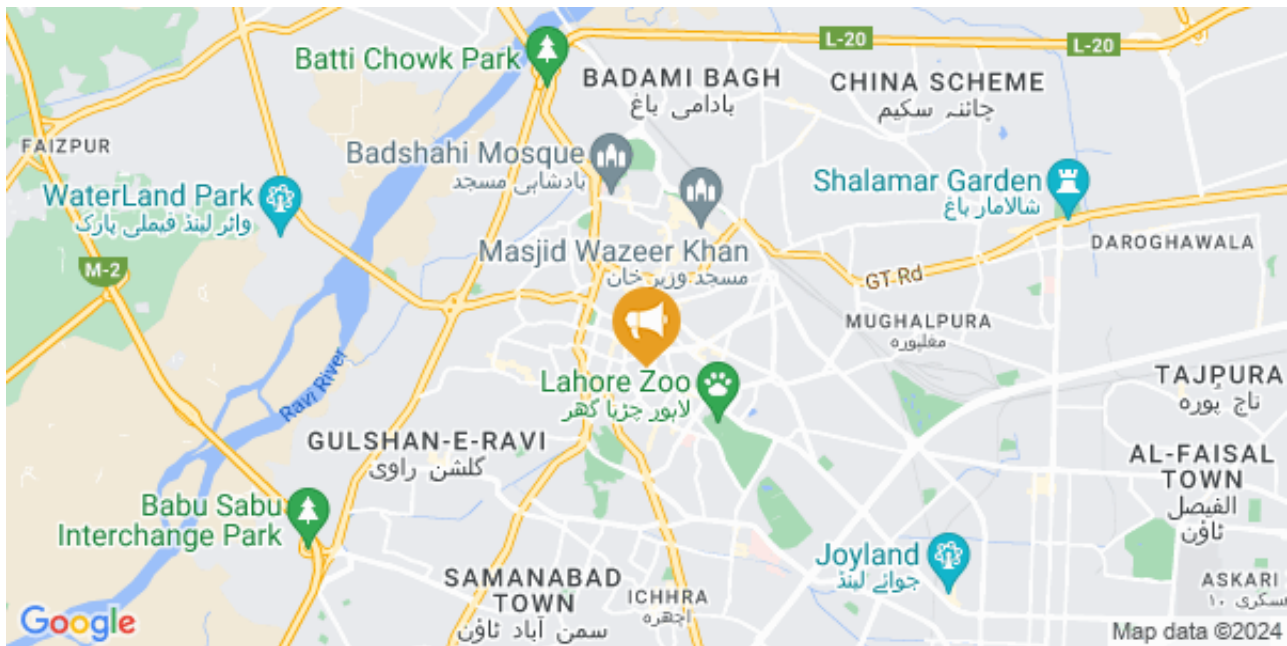 L-20
L-20
Batti Chowk Park
BADAMI BAGH
بادامی باغ
CHINA SCHEME
چائنہ سکیم
FAIZPUR
Badshahi Mosque
بادشاہی مسجد
WaterLand Park
واٹر لینڈ فیملی پارک
Shalamar Garden
شالامار باغ
DAROGHAWALA
Masjid Wazeer Khan
مسجد وزیر خان
M-2
GT Rd
MUGHALPURA
مغلپورہ
Ravi River
Lahore Zoo
لاہور چڑیا گھر
TAJPURA
تاج پورہ
GULSHAN-E-RAVI
گلشن راوی
AL-FAISAL
TOWN
الفیصل
ٹاؤن
Babu Sabu
Interchange Park
Joyland
جوائے لینڈ
SAMANABAD
TOWN
سمن آباد ٹاؤن
ICHHRA
اچھرہ
ASKARI
عسکری ۱۰
Google
Map data ©2024